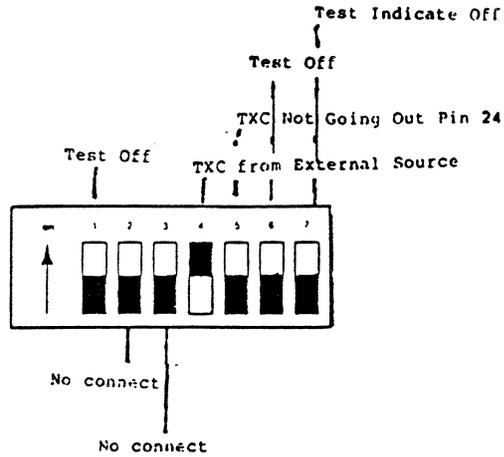 Test Indicate Off
Test Off
TXC Not Going Out Pin 24
Test Off
TXC from External Source
1 2 3 4 5 6 7
No connect
No connect